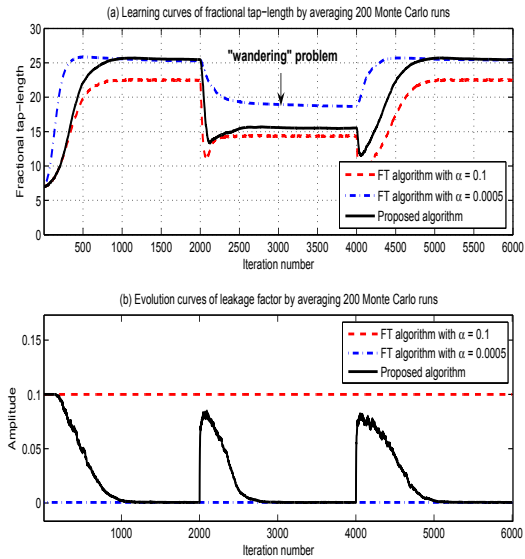 (a) Learning curves of fractional tap−length by averaging 200 Monte Carlo runs
30
25
20
15
10
5
0
Fractional tap−length
"wandering" problem
FT algorithm with α = 0.1
FT algorithm with α = 0.0005
Proposed algorithm
500 1000 1500 2000 2500 3000 3500 4000 4500 5000 5500 6000
Iteration number
(b) Evolution curves of leakage factor by averaging 200 Monte Carlo runs
0.15
0.1
0.05
0
Amplitude
FT algorithm with α = 0.1
FT algorithm with α = 0.0005
Proposed algorithm
1000 2000 3000 4000 5000 6000
Iteration number